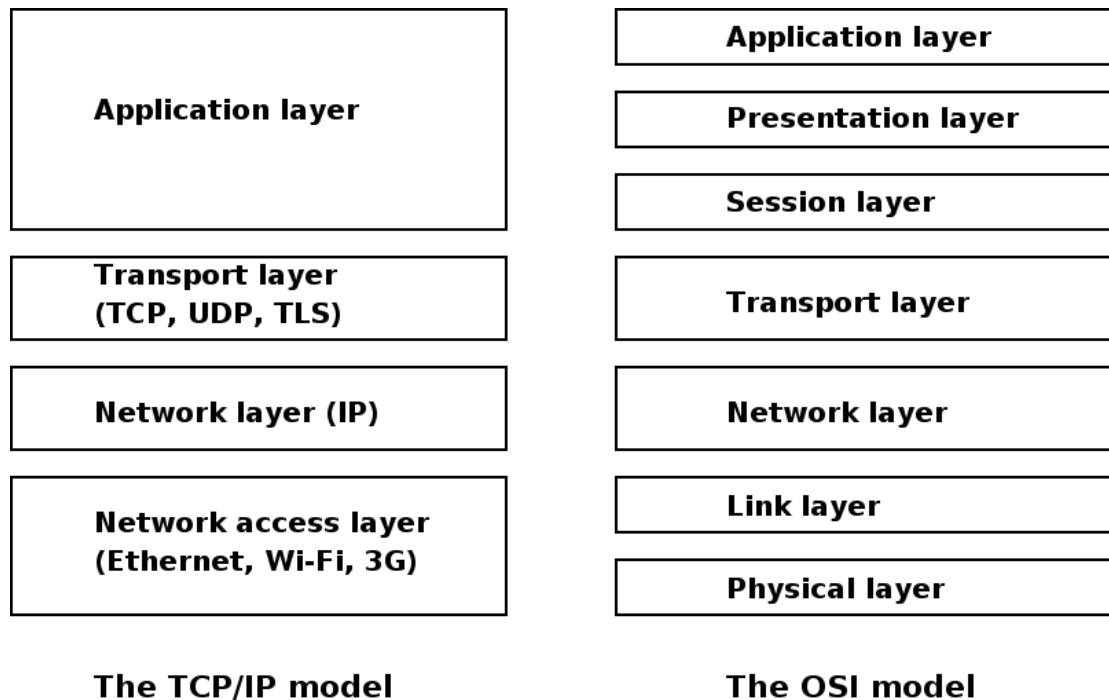 Application layer
Transport layer
(TCP, UDP, TLS)
Network layer (IP)
Network access layer
(Ethernet, Wi-Fi, 3G)
The TCP/IP model
Application layer
Presentation layer
Session layer
Transport layer
Network layer
Link layer
Physical layer
The OSI model